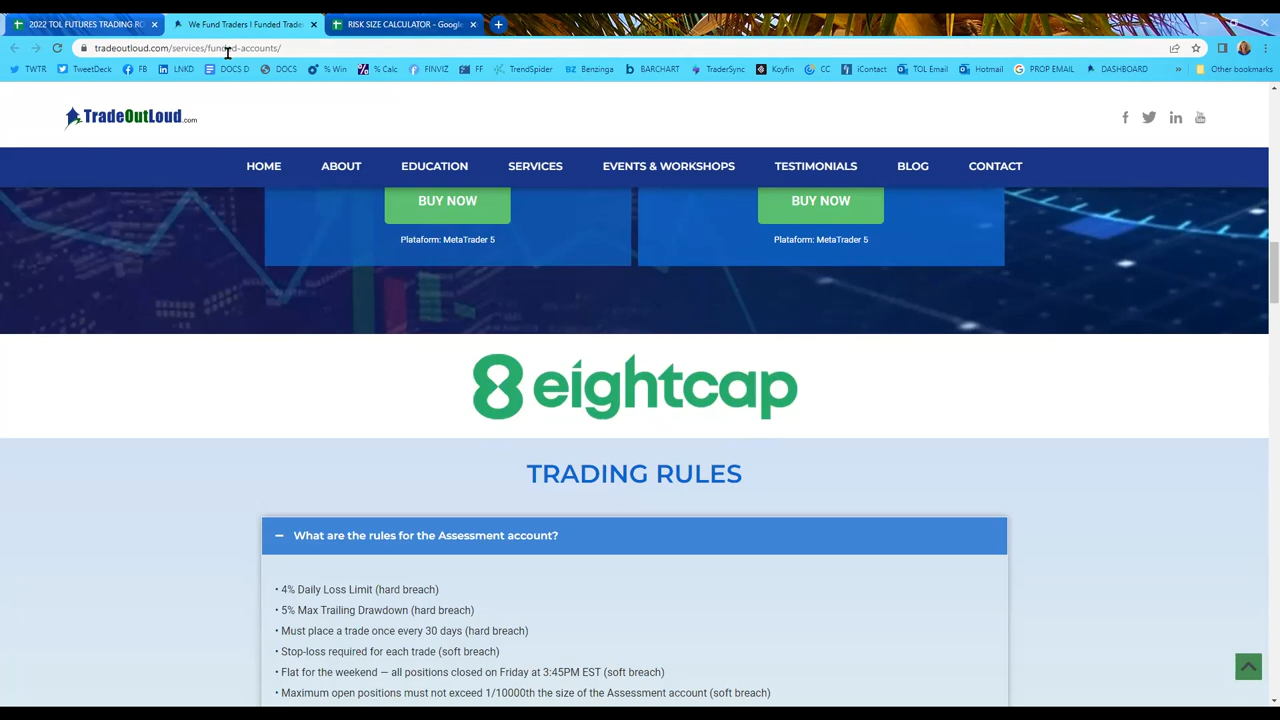 2022 TOL FUTURES TRADING RO
We Fund Traders I Funded Trade
RISK SIZE CALCULATOR - Google
tradeoutloud.com/services/funded-accounts/
TWTR TweetDeck FB LNKD DOCS D DOCS % Win % Calc FINVIZ FF TrendSpider Benzinga BARCHART TraderSync Koyfin CC iContact TOL Email Hotmail PROP EMAIL DASHBOARD » Other bookmarks
TradeOutLoud.com
HOME ABOUT EDUCATION SERVICES EVENTS & WORKSHOPS TESTIMONIALS BLOG CONTACT
BUY NOW BUY NOW
Plataform: MetaTrader 5 Plataform: MetaTrader 5
8 eightcap
TRADING RULES
− What are the rules for the Assessment account?
• 4% Daily Loss Limit (hard breach)
• 5% Max Trailing Drawdown (hard breach)
• Must place a trade once every 30 days (hard breach)
• Stop-loss required for each trade (soft breach)
• Flat for the weekend — all positions closed on Friday at 3:45PM EST (soft breach)
• Maximum open positions must not exceed 1/10000th the size of the Assessment account (soft breach)